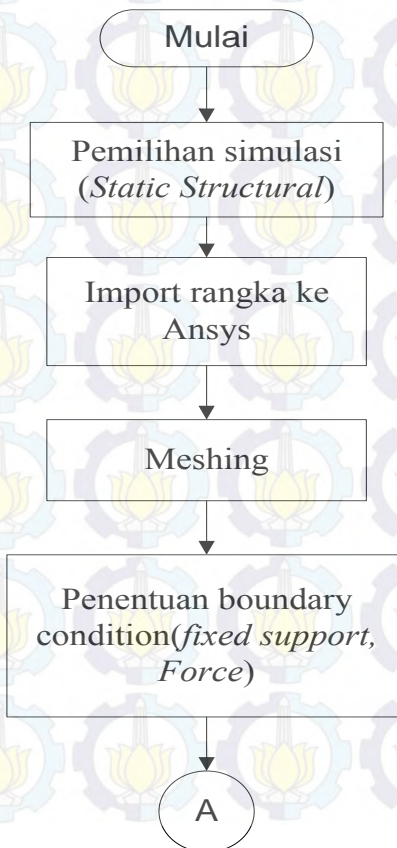 Mulai
Pemilihan simulasi
(Static Structural)
Import rangka ke
Ansys
Meshing
Penentuan boundary
condition(fixed support,
Force)
A